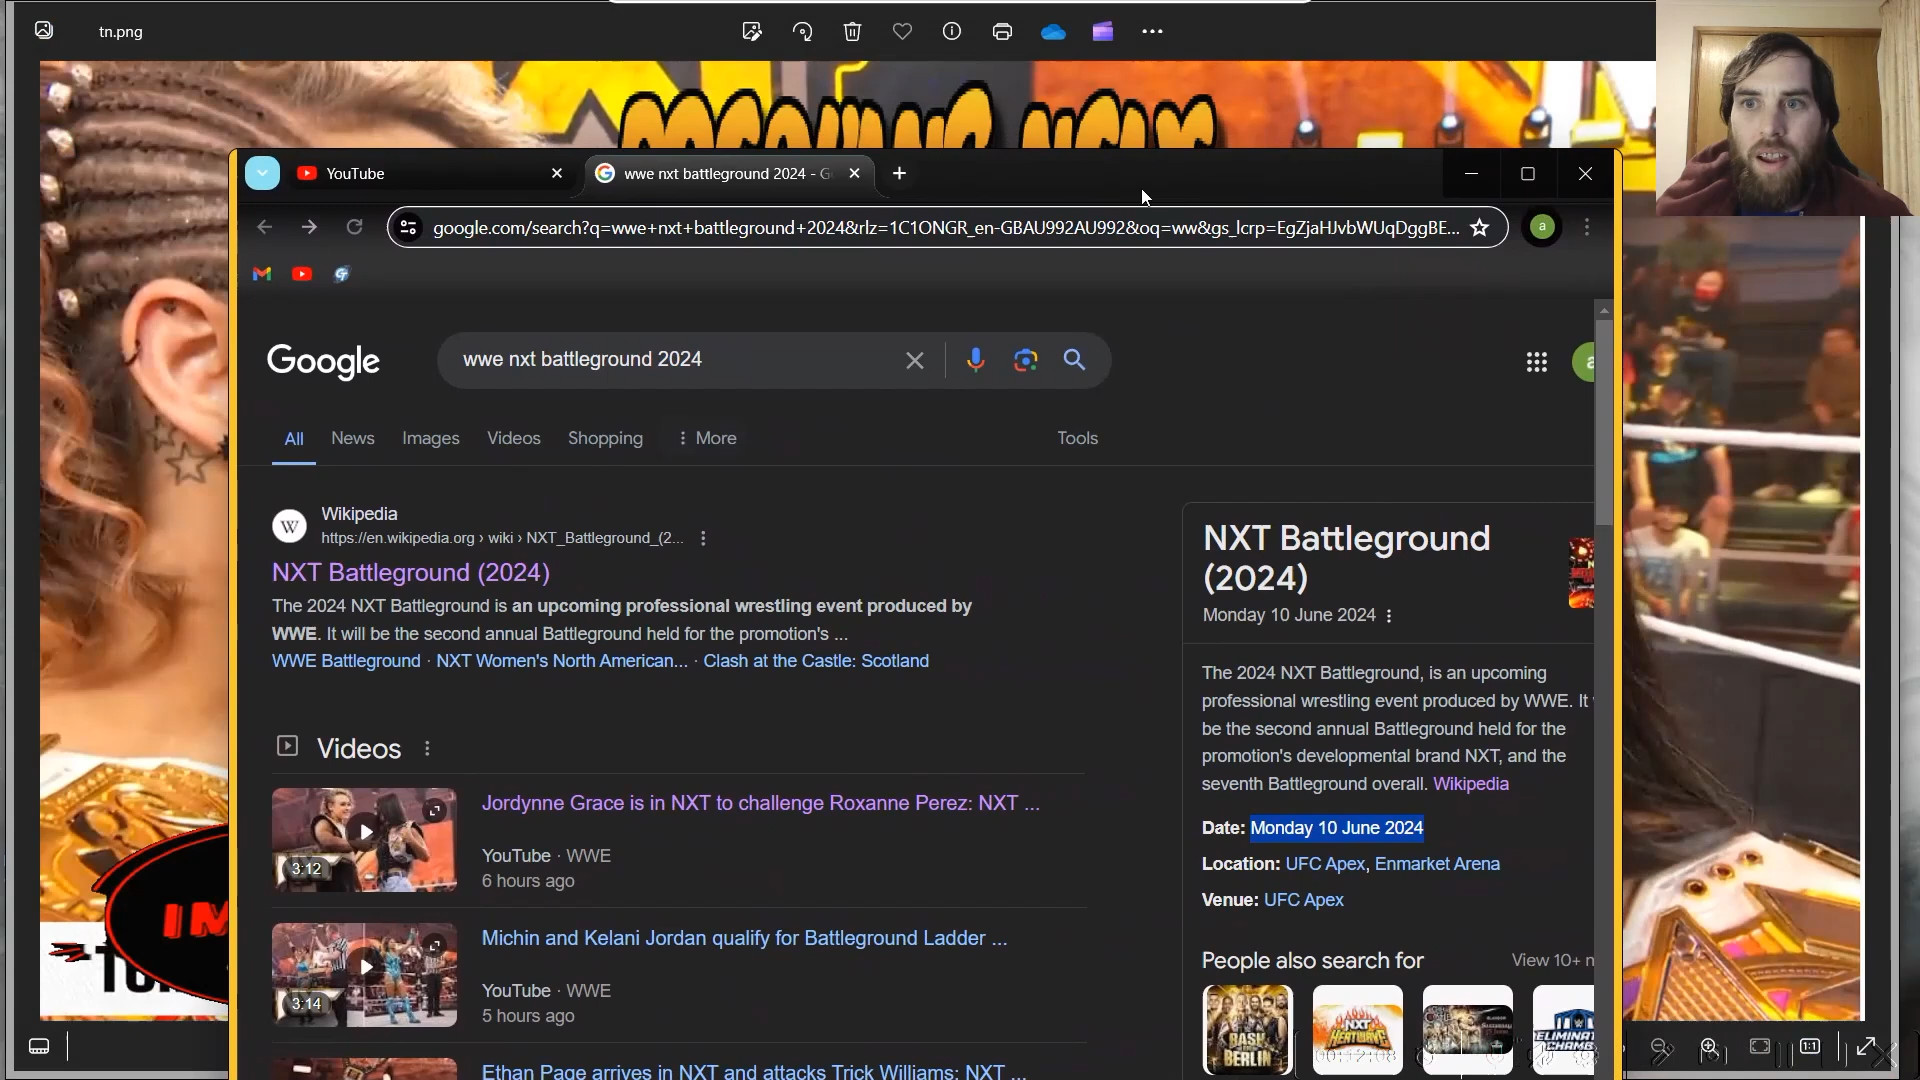 tn.png
YouTube
wwe nxt battleground 2024 - G
google.com/search?q=wwe+nxt+battleground+2024&rlz=1C1ONGR_en-GBAU992AU992&oq=ww&gs_lcrp=EgZjaHJvbWUqDggBE...
a
Google
wwe nxt battleground 2024
a
All
News
Images
Videos
Shopping
More
Tools
W
Wikipedia
https://en.wikipedia.org › wiki › NXT_Battleground_(2...
NXT Battleground (2024)
The 2024 NXT Battleground is an upcoming professional wrestling event produced by
WWE. It will be the second annual Battleground held for the promotion's ...
WWE Battleground · NXT Women's North American... · Clash at the Castle: Scotland
Videos
Jordynne Grace is in NXT to challenge Roxanne Perez: NXT ...
3:12
YouTube · WWE
6 hours ago
Michin and Kelani Jordan qualify for Battleground Ladder ...
3:14
YouTube · WWE
5 hours ago
Ethan Page arrives in NXT and attacks Trick Williams: NXT ...
NXT Battleground
(2024)
Monday 10 June 2024
The 2024 NXT Battleground, is an upcoming
professional wrestling event produced by WWE. It
be the second annual Battleground held for the
promotion's developmental brand NXT, and the
seventh Battleground overall. Wikipedia
Date: Monday 10 June 2024
Location: UFC Apex, Enmarket Arena
Venue: UFC Apex
People also search for
View 10+
BASH
BERLIN
NXT
HEATWAVE
00:12:08
1:1